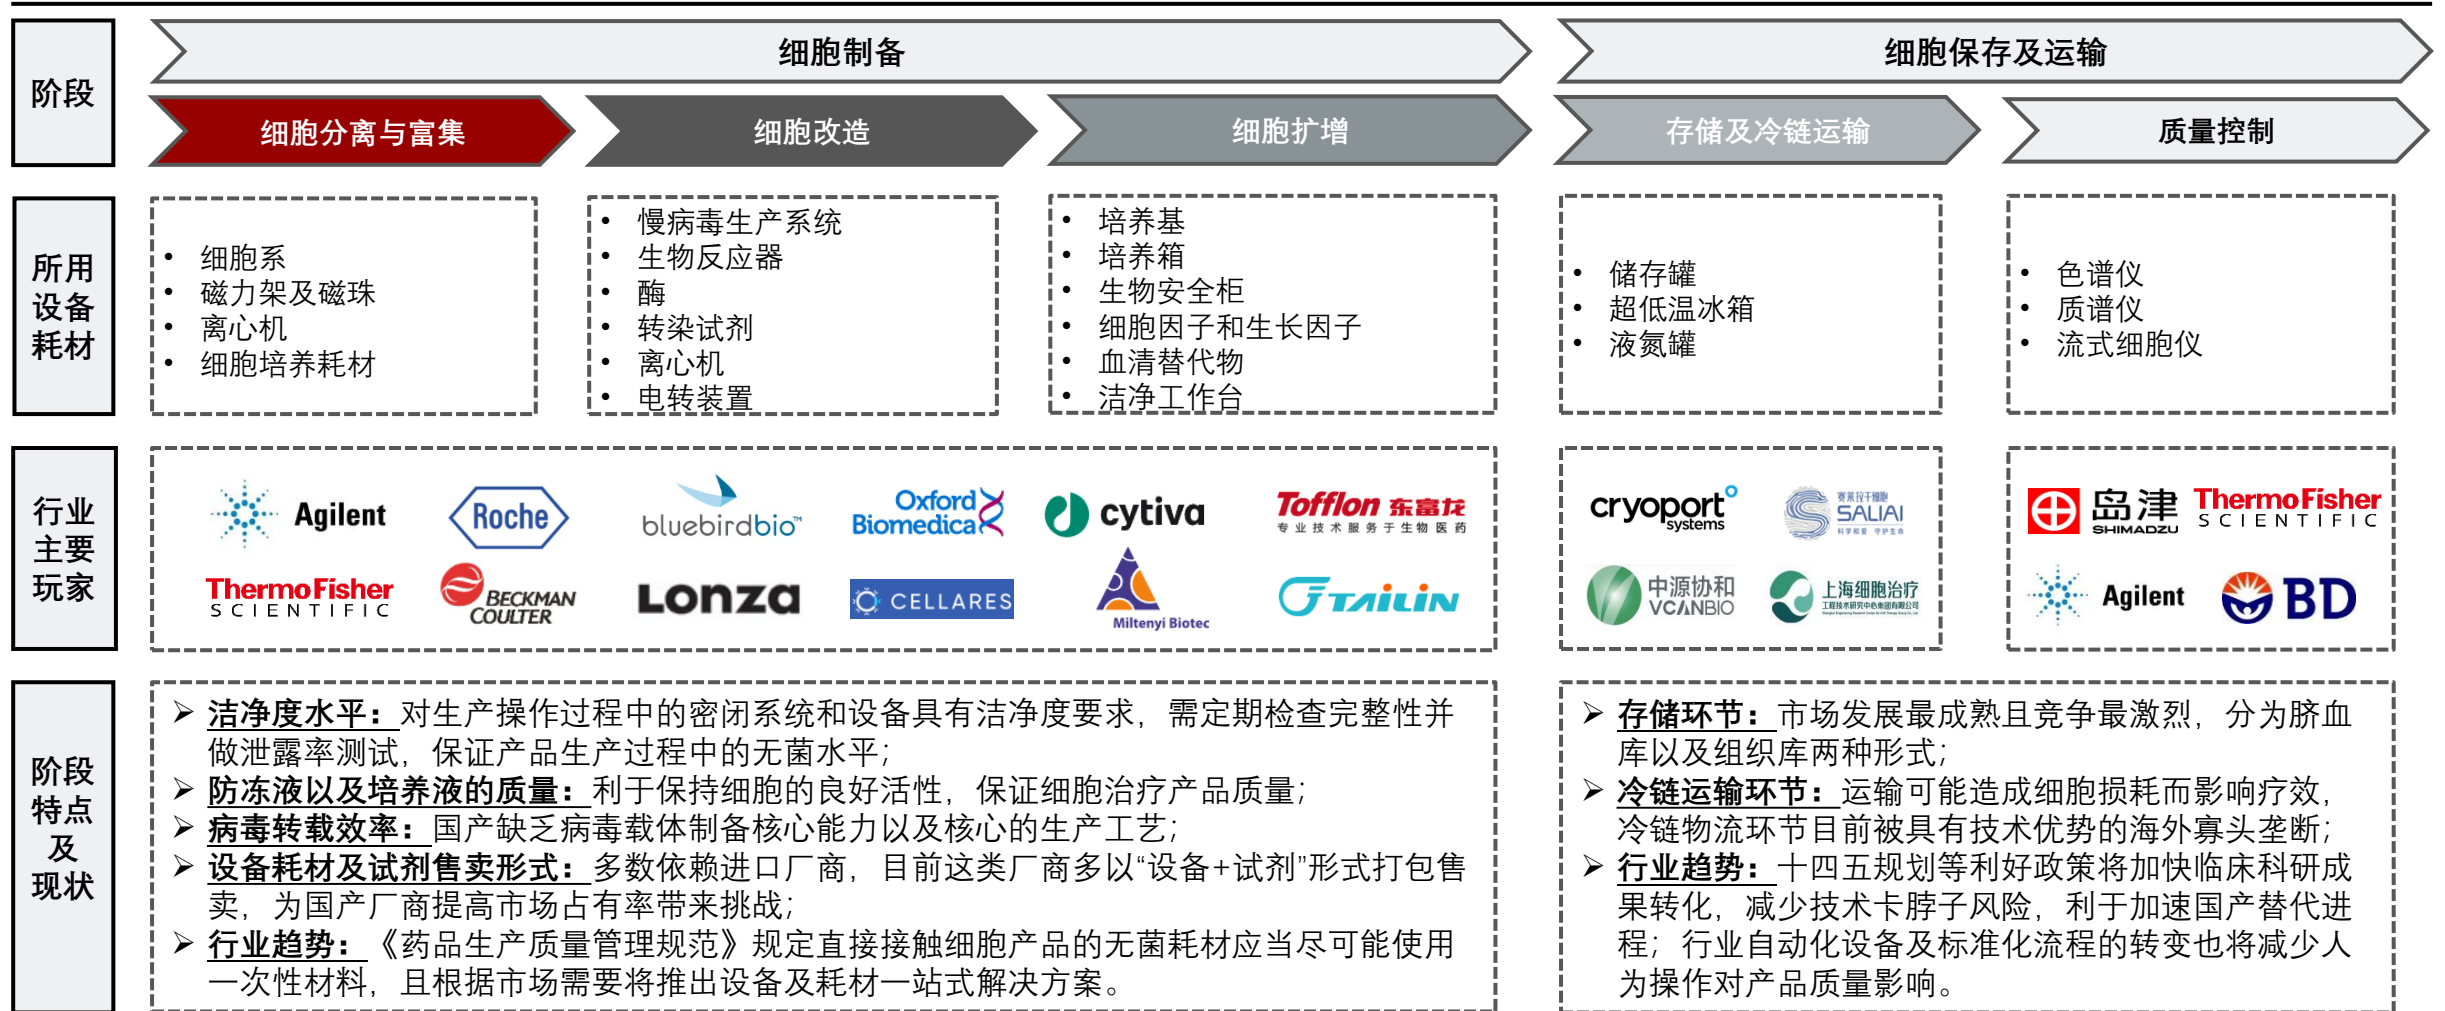 阶段
细胞制备
细胞保存及运输
细胞分离与富集
细胞改造
细胞扩增
存储及冷链运输
质量控制
所用
设备
耗材
• 细胞系
• 磁力架及磁珠
• 离心机
• 细胞培养耗材
• 慢病毒生产系统
• 生物反应器
• 酶
• 转染试剂
• 离心机
• 电转装置
• 培养基
• 培养箱
• 生物安全柜
• 细胞因子和生长因子
• 血清替代物
• 洁净工作台
• 储存罐
• 超低温冰箱
• 液氮罐
• 色谱仪
• 质谱仪
• 流式细胞仪
行业
主要
玩家
Agilent
Roche
bluebirdbio™
Oxford
Biomedica
cytiva
Tofflon 东富龙
专业技术服务于生物医药
ThermoFisher
SCIENTIFIC
BECKMAN
COULTER
Lonza
CELLARES
Miltenyi Biotec
TAILIN
cryoport
systems
赛莱拉干细胞
SALIAI
科学和爱 守护生命
中源协和
VCANBIO
上海细胞治疗
工程技术研究中心集团有限公司
岛津
SHIMADZU
ThermoFisher
SCIENTIFIC
Agilent
BD
阶段
特点
及
现状
➢ 洁净度水平：对生产操作过程中的密闭系统和设备具有洁净度要求，需定期检查完整性并
做泄露率测试，保证产品生产过程中的无菌水平；
➢ 防冻液以及培养液的质量：利于保持细胞的良好活性，保证细胞治疗产品质量；
➢ 病毒转载效率：国产缺乏病毒载体制备核心能力以及核心的生产工艺；
➢ 设备耗材及试剂售卖形式：多数依赖进口厂商，目前这类厂商多以“设备+试剂”形式打包售
卖，为国产厂商提高市场占有率带来挑战；
➢ 行业趋势：《药品生产质量管理规范》规定直接接触细胞产品的无菌耗材应当尽可能使用
一次性材料，且根据市场需要将推出设备及耗材一站式解决方案。
➢ 存储环节：市场发展最成熟且竞争最激烈，分为脐血
库以及组织库两种形式；
➢ 冷链运输环节：运输可能造成细胞损耗而影响疗效，
冷链物流环节目前被具有技术优势的海外寡头垄断；
➢ 行业趋势：十四五规划等利好政策将加快临床科研成
果转化，减少技术卡脖子风险，利于加速国产替代进
程；行业自动化设备及标准化流程的转变也将减少人
为操作对产品质量影响。